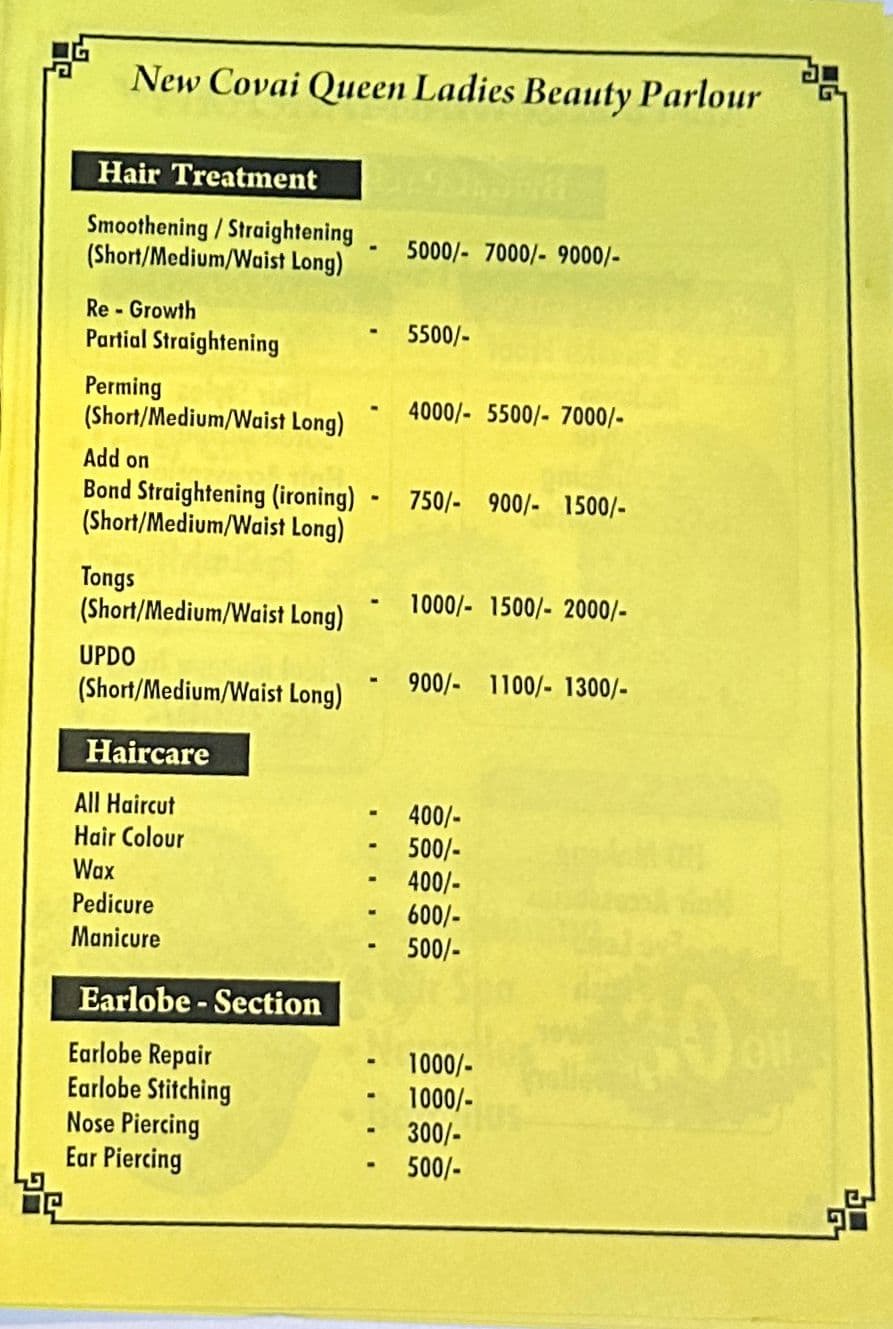 New Covai Queen Ladies Beauty Parlour
Hair Treatment
Smoothening / Straightening
(Short/Medium/Waist Long) - 5000/- 7000/- 9000/-
Re - Growth
Partial Straightening - 5500/-
Perming
(Short/Medium/Waist Long) - 4000/- 5500/- 7000/-
Add on
Bond Straightening (ironing) - 750/- 900/- 1500/-
(Short/Medium/Waist Long)
Tongs
(Short/Medium/Waist Long) - 1000/- 1500/- 2000/-
UPDO
(Short/Medium/Waist Long) - 900/- 1100/- 1300/-
Haircare
All Haircut - 400/-
Hair Colour - 500/-
Wax - 400/-
Pedicure - 600/-
Manicure - 500/-
Earlobe - Section
Earlobe Repair - 1000/-
Earlobe Stitching - 1000/-
Nose Piercing - 300/-
Ear Piercing - 500/-